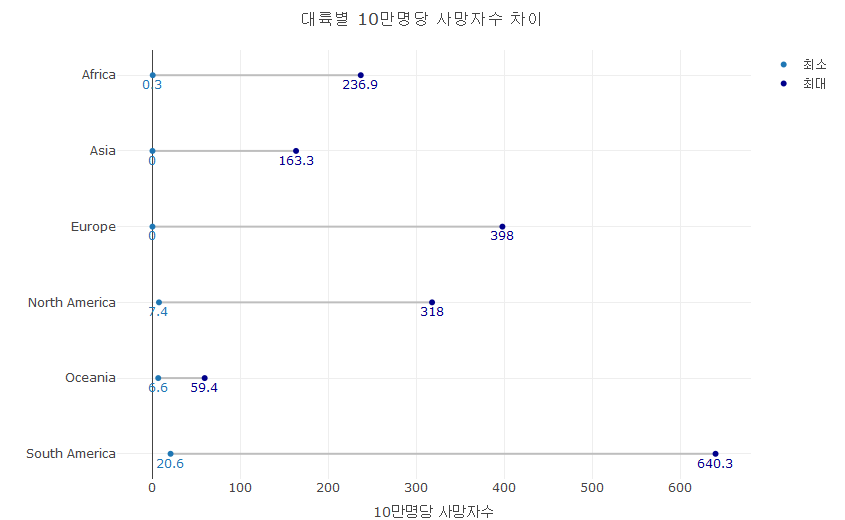 대륙별 10만명당 사망자수 차이
최소
최대
Africa
0.3
236.9
Asia
0
163.3
Europe
0
398
North America
7.4
318
Oceania
6.6
59.4
South America
20.6
640.3
0 100 200 300 400 500 600
10만명당 사망자수